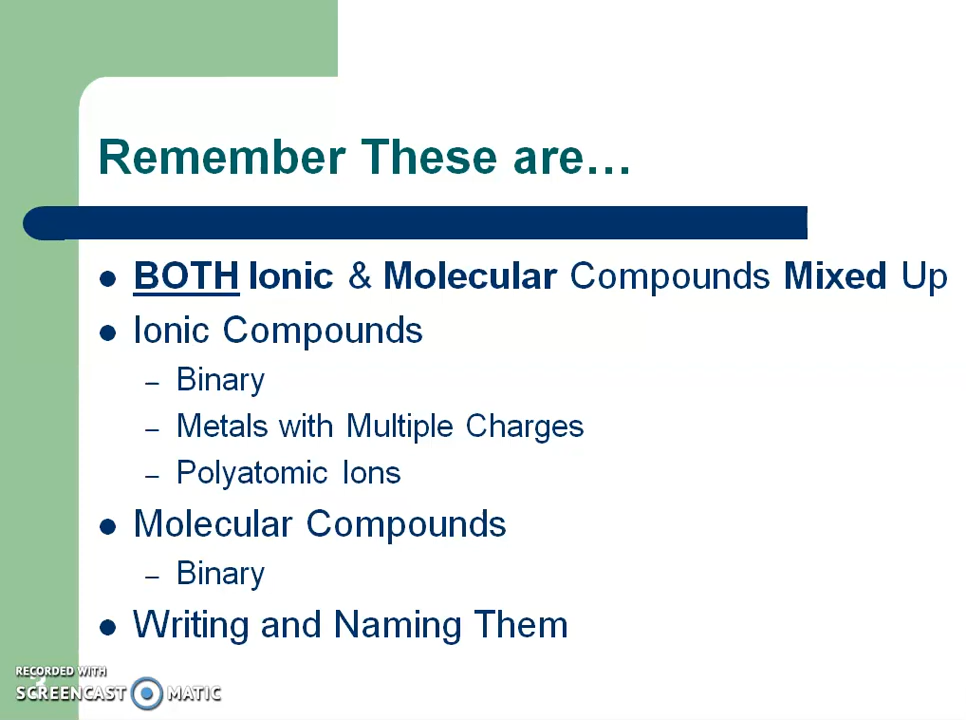 Remember These are…
BOTH Ionic & Molecular Compounds Mixed Up
Ionic Compounds
– Binary
– Metals with Multiple Charges
– Polyatomic Ions
Molecular Compounds
– Binary
Writing and Naming Them
RECORDED WITH
SCREENCAST MATIC